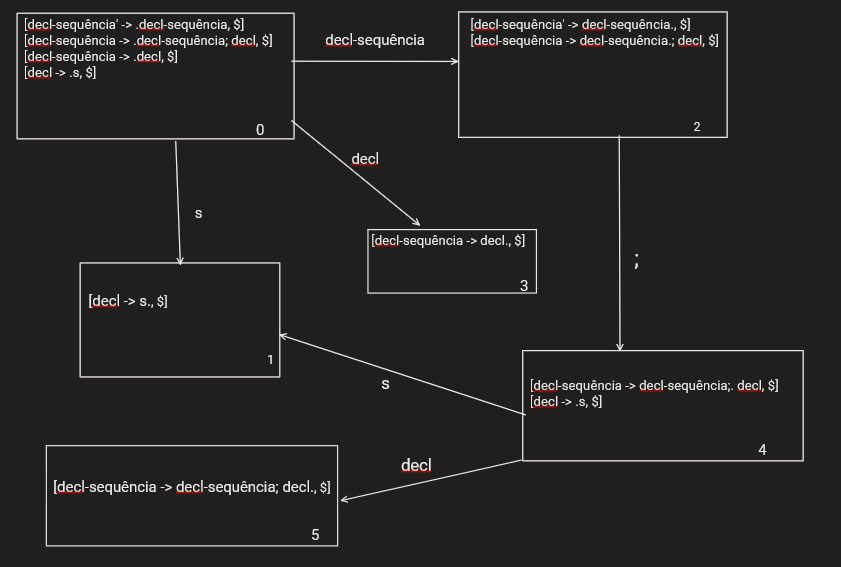 [decl-sequência' -> .decl-sequência, $]
[decl-sequência -> .decl-sequência; decl, $]
[decl-sequência -> .decl, $]
[decl -> .s, $]
0
decl-sequência
[decl-sequência' -> decl-sequência., $]
[decl-sequência -> decl-sequência.; decl, $]
2
decl
s
[decl-sequência -> decl., $]
3
;
[decl -> s., $]
1
s
[decl-sequência -> decl-sequência;. decl, $]
[decl -> .s, $]
4
decl
[decl-sequência -> decl-sequência; decl., $]
5